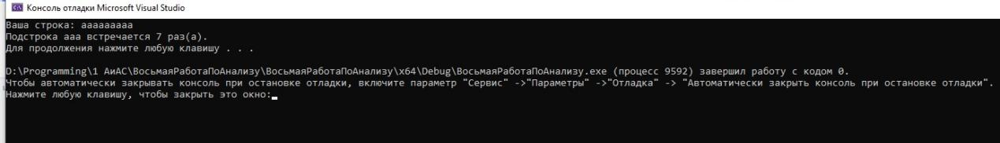 Консоль отладки Microsoft Visual Studio
Ваша строка: aaaaaaaaa
Подстрока aaa встречается 7 раз(а).
Для продолжения нажмите любую клавишу . . .
D:\Programming\1 АиАС\ВосьмаяРаботаПоАнализу\ВосьмаяРаботаПоАнализу\x64\Debug\ВосьмаяРаботаПоАнализу.exe (процесс 9592) завершил работу с кодом 0.
Чтобы автоматически закрывать консоль при остановке отладки, включите параметр "Сервис" ->"Параметры" ->"Отладка" -> "Автоматически закрыть консоль при остановке отладки".
Нажмите любую клавишу, чтобы закрыть это окно: